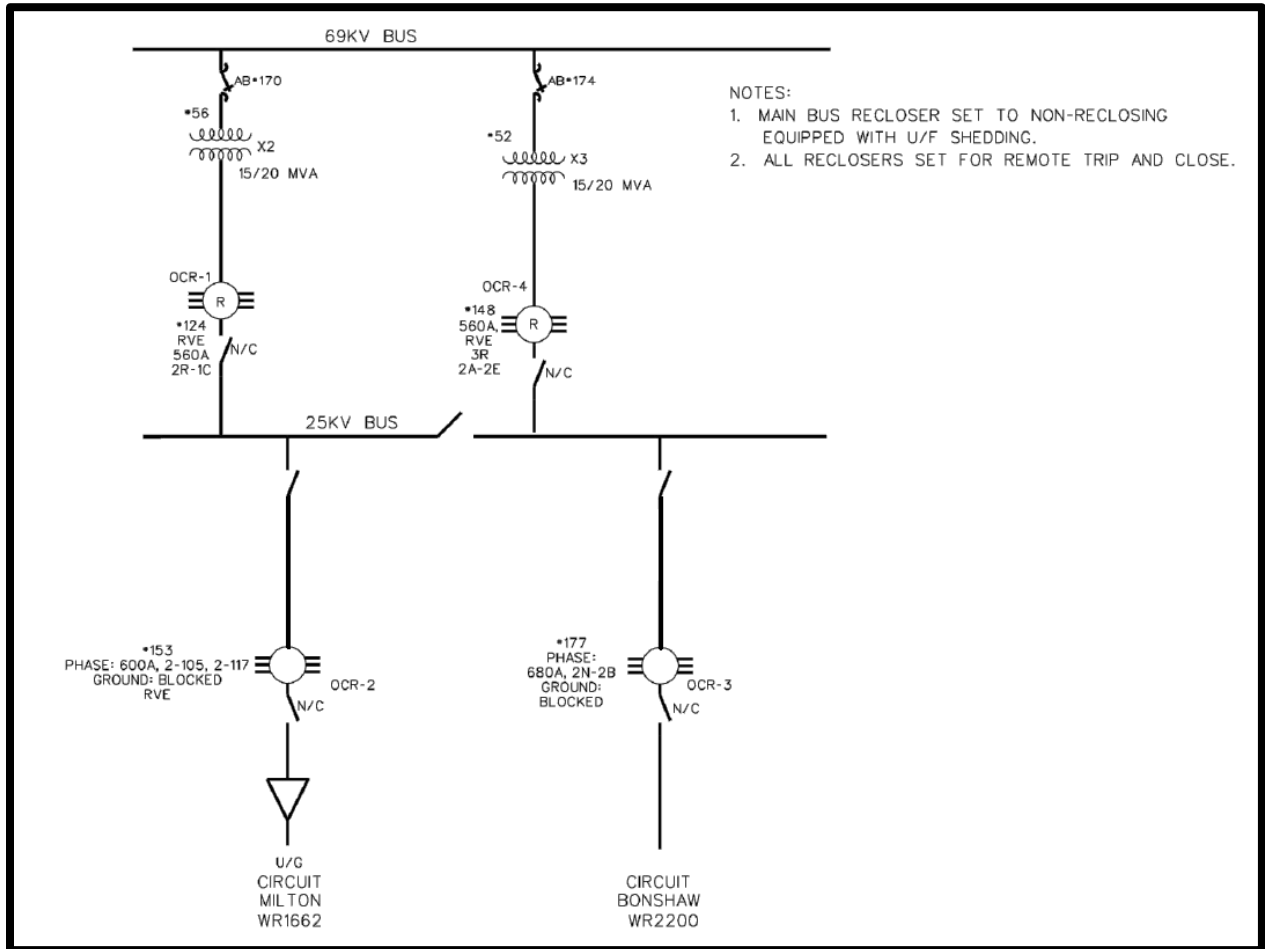 69KV BUS
AB•170
AB•174
NOTES:
1. MAIN BUS RECLOSER SET TO NON-RECLOSING
EQUIPPED WITH U/F SHEDDING.
2. ALL RECLOSERS SET FOR REMOTE TRIP AND CLOSE.
•56
X2
15/20 MVA
•52
X3
15/20 MVA
OCR-1
R
•124
RVE
560A
2R-1C
N/C
OCR-4
•148
560A,
RVE
3R
2A-2E
R
N/C
25KV BUS
•153
PHASE: 600A, 2-105, 2-117
GROUND: BLOCKED
RVE
OCR-2
N/C
•177
PHASE:
680A, 2N-2B
GROUND:
BLOCKED
OCR-3
N/C
U/G
CIRCUIT
MILTON
WR1662
CIRCUIT
BONSHAW
WR2200